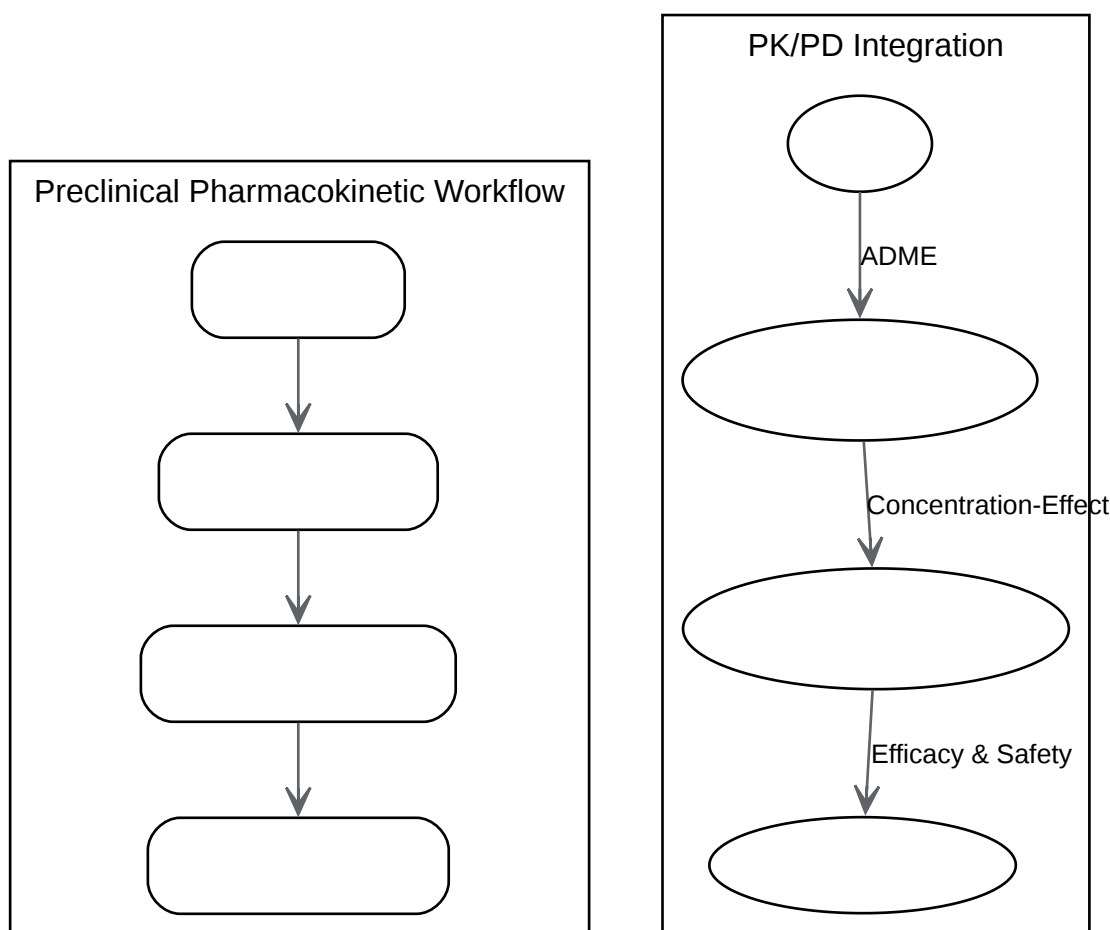 Preclinical Pharmacokinetic Workflow
PK/PD Integration
ADME
Concentration-Effect
Efficacy & Safety